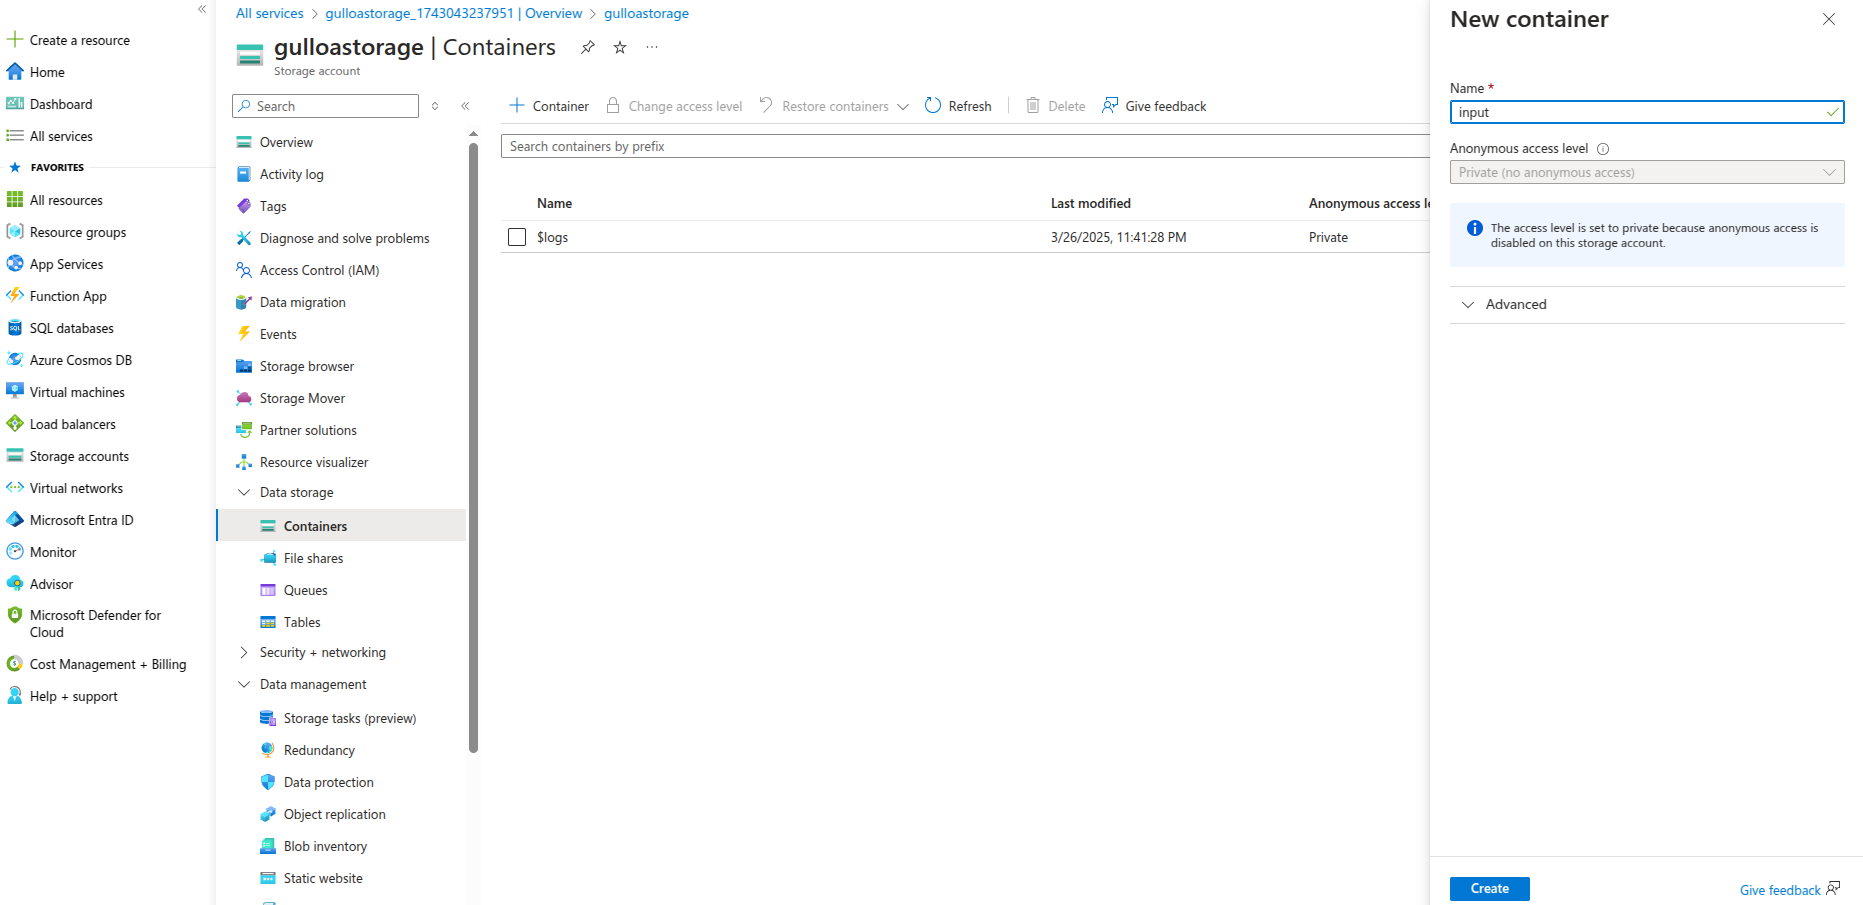 Create a resource
Home
Dashboard
All services
FAVORITES
All resources
Resource groups
App Services
Function App
SQL databases
Azure Cosmos DB
Virtual machines
Load balancers
Storage accounts
Virtual networks
Microsoft Entra ID
Monitor
Advisor
Microsoft Defender for
Cloud
Cost Management + Billing
Help + support
All services > gulloastorage_1743043237951 | Overview > gulloastorage
gulloastorage | Containers
Storage account
Search
Overview
Activity log
Tags
Diagnose and solve problems
Access Control (IAM)
Data migration
Events
Storage browser
Storage Mover
Partner solutions
Resource visualizer
Data storage
Containers
File shares
Queues
Tables
Security + networking
Data management
Storage tasks (preview)
Redundancy
Data protection
Object replication
Blob inventory
Static website
Container Change access level Restore containers Refresh Delete Give feedback
Search containers by prefix
Name Last modified Anonymous access le
$logs 3/26/2025, 11:41:28 PM Private
New container
Name *
input
Anonymous access level
Private (no anonymous access)
The access level is set to private because anonymous access is
disabled on this storage account.
Advanced
Create
Give feedback